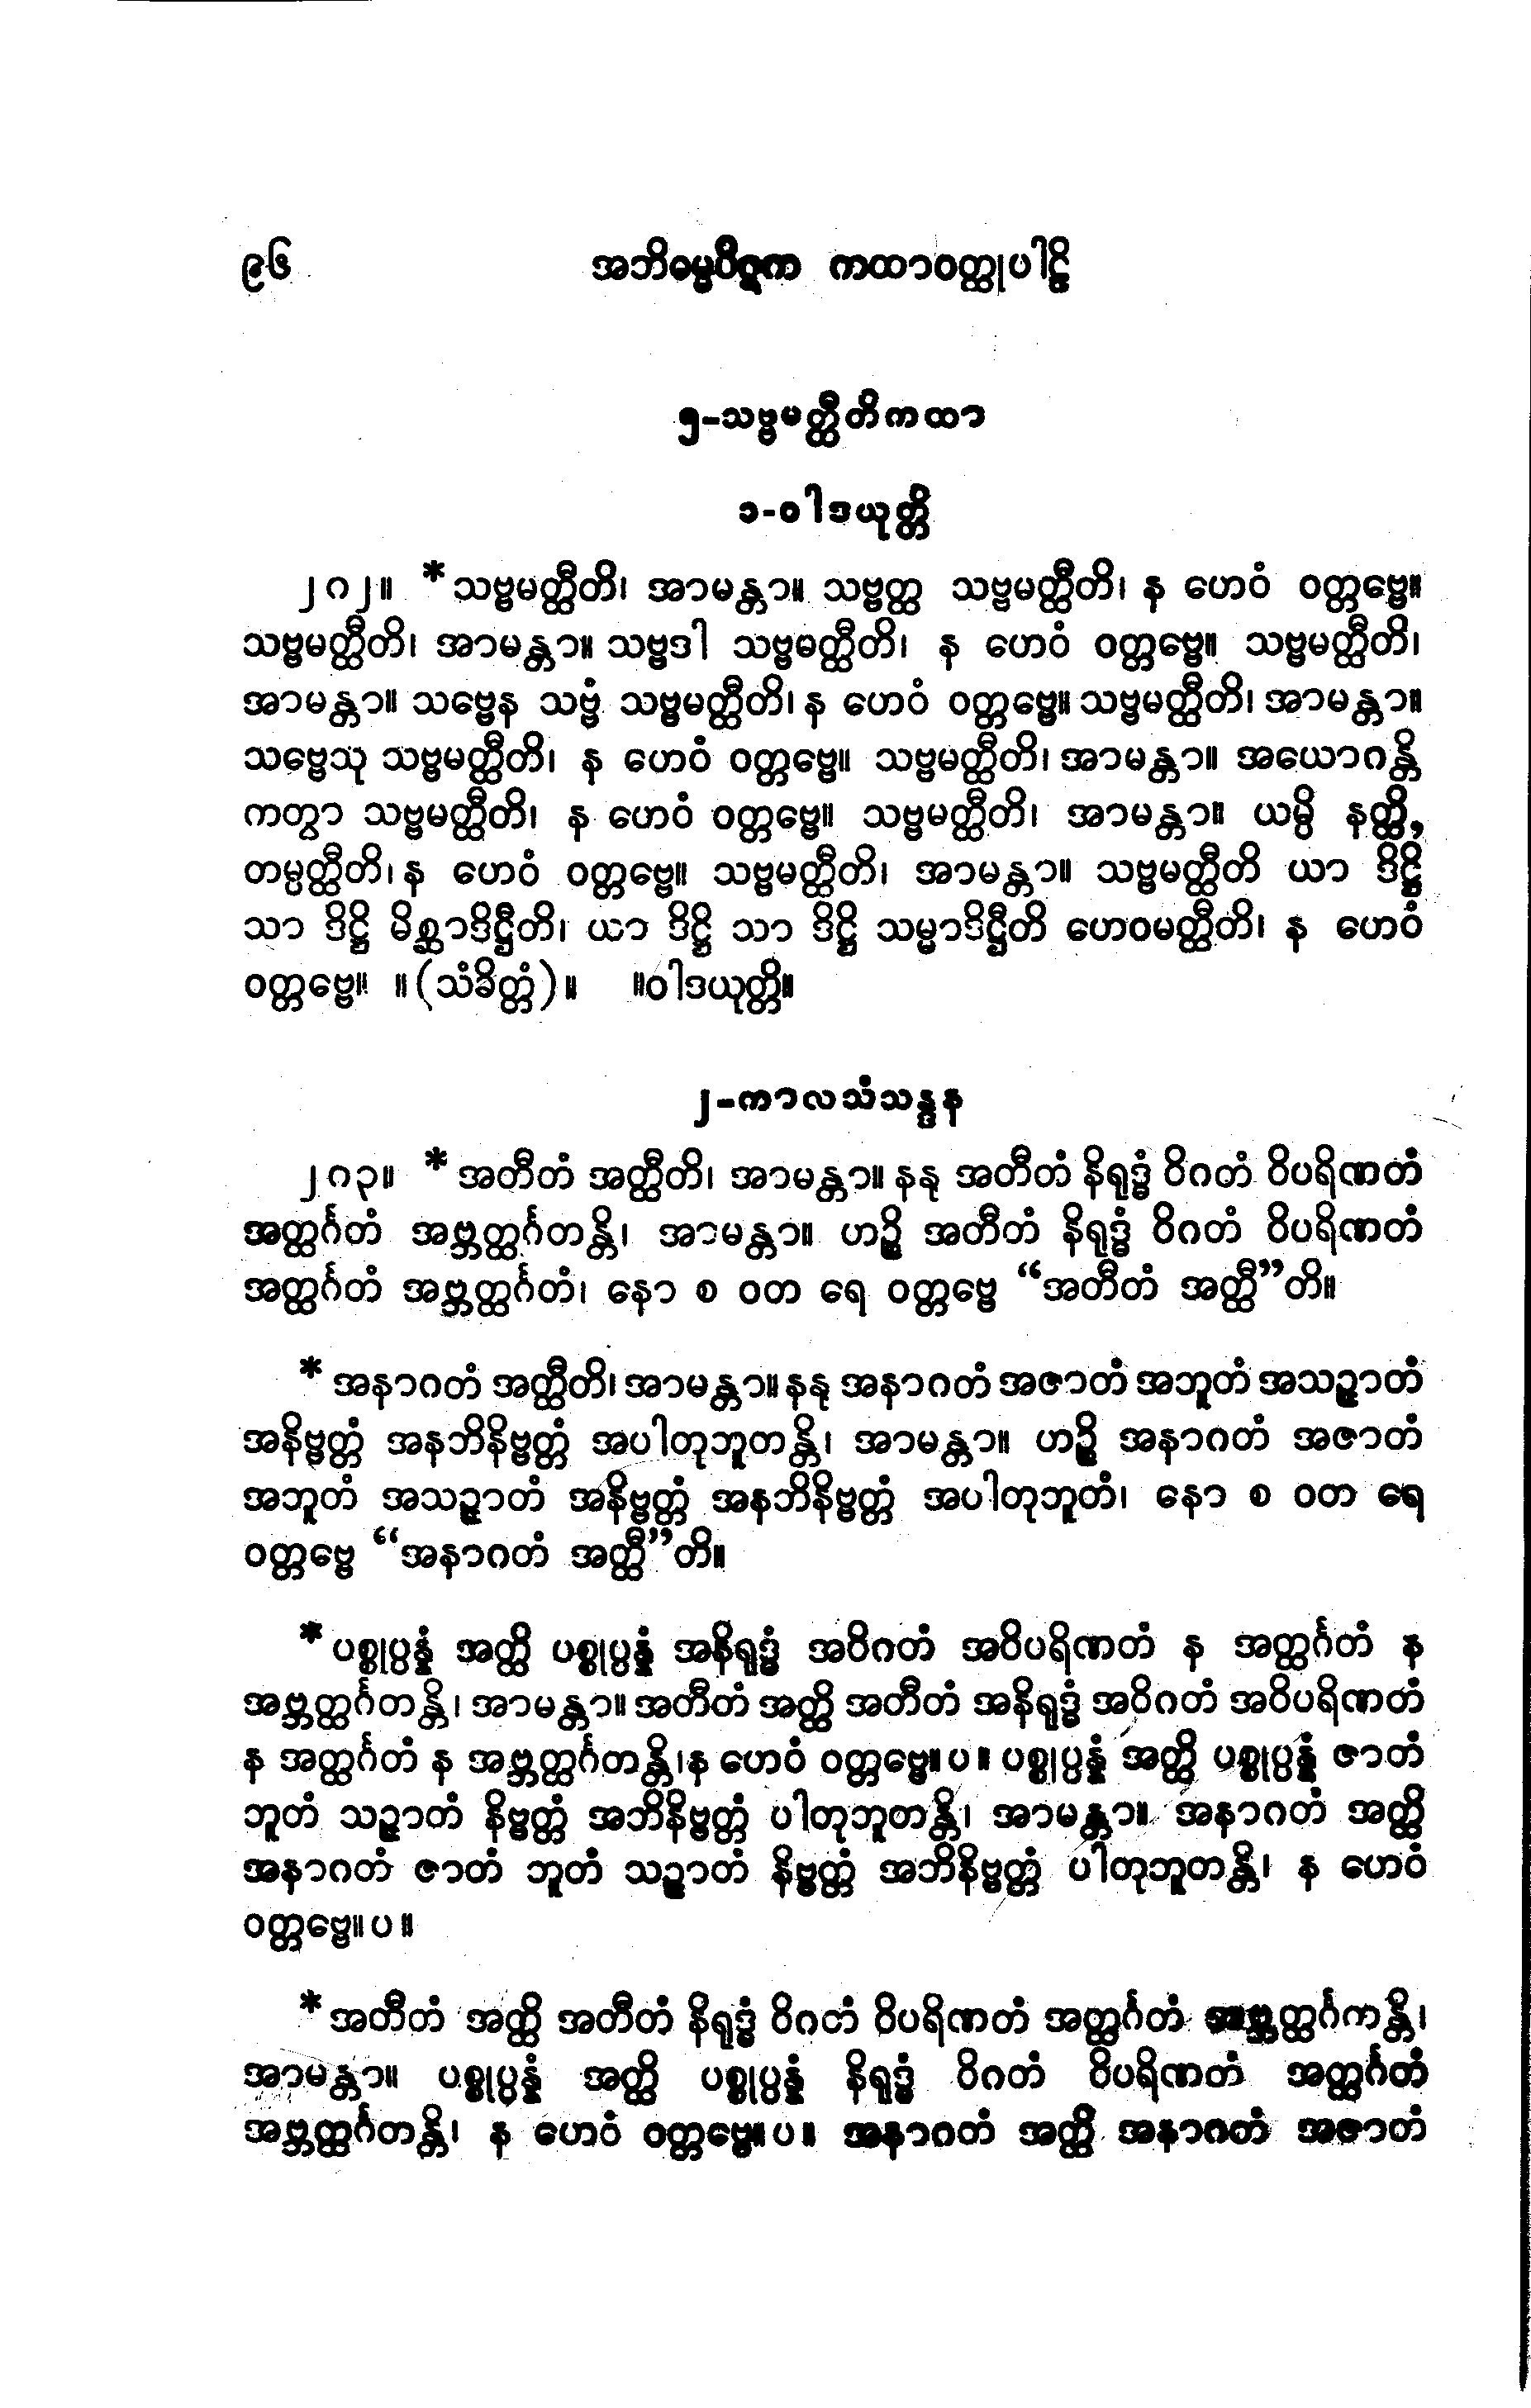 ၉၆ အဘိဓမ္မပိဋက ကထာဝတ္ထုပါဠိ
၅-သဗ္ဗမတ္ထီတိကထာ
၁-ဝါဒယုတ္တိ
၂၀၂။ *သဗ္ဗမတ္ထီတိ၊ အာမန္တာ။ သဗ္ဗတ္ထ သဗ္ဗမတ္ထီတိ၊ န ဟေဝံ ဝတ္တဗ္ဗေ။
သဗ္ဗမတ္ထီတိ၊ အာမန္တာ။ သဗ္ဗဒါ သဗ္ဗမတ္ထီတိ၊ န ဟေဝံ ဝတ္တဗ္ဗေ။ သဗ္ဗမတ္ထီတိ၊
အာမန္တာ။ သဗ္ဗေန သဗ္ဗံ သဗ္ဗမတ္ထီတိ၊ န ဟေဝံ ဝတ္တဗ္ဗေ။ သဗ္ဗမတ္ထီတိ၊ အာမန္တာ။
သဗ္ဗေသု သဗ္ဗမတ္ထီတိ၊ န ဟေဝံ ဝတ္တဗ္ဗေ။ သဗ္ဗမတ္ထီတိ၊ အာမန္တာ။ အယောဂန္တိ
ကတွာ သဗ္ဗမတ္ထီတိ၊ န ဟေဝံ ဝတ္တဗ္ဗေ။ သဗ္ဗမတ္ထီတိ၊ အာမန္တာ။ ယမ္ပိ နတ္ထိ,
တမ္ပတ္ထီတိ၊ န ဟေဝံ ဝတ္တဗ္ဗေ။ သဗ္ဗမတ္ထီတိ၊ အာမန္တာ။ သဗ္ဗမတ္ထီတိ ယာ ဒိဋ္ဌိ
သာ ဒိဋ္ဌိ မိစ္ဆာဒိဋ္ဌီတိ၊ ယာ ဒိဋ္ဌိ သာ ဒိဋ္ဌိ သမ္မာဒိဋ္ဌီတိ ဟေဝမတ္ထီတိ၊ န ဟေဝံ
ဝတ္တဗ္ဗေ။ ။(သံခိတ္တံ)။ ။ဝါဒယုတ္တိ။
၂-ကာလသံသန္ဒန
၂၀၃။ *အတီတံ အတ္ထီတိ၊ အာမန္တာ။ နနု အတီတံ နိရုဒ္ဓံ ဝိဂတံ ဝိပရိဏတံ
အတ္ထင်္ဂတံ အဗ္ဘတ္ထင်္ဂတန္တိ၊ အာမန္တာ။ ဟဉ္စိ အတီတံ နိရုဒ္ဓံ ဝိဂတံ ဝိပရိဏတံ
အတ္ထင်္ဂတံ အဗ္ဘတ္ထင်္ဂတံ၊ နော စ ဝတ ရေ ဝတ္တဗ္ဗေ “အတီတံ အတ္ထီ”တိ။
*အနာဂတံ အတ္ထီတိ၊ အာမန္တာ။ နနု အနာဂတံ အဇာတံ အဘူတံ အသဉ္ဇာတံ
အနိဗ္ဗတ္တံ အနဘိနိဗ္ဗတ္တံ အပါတုဘူတန္တိ၊ အာမန္တာ။ ဟဉ္စိ အနာဂတံ အဇာတံ
အဘူတံ အသဉ္ဇာတံ အနိဗ္ဗတ္တံ အနဘိနိဗ္ဗတ္တံ အပါတုဘူတံ၊ နော စ ဝတ ရေ
ဝတ္တဗ္ဗေ “အနာဂတံ အတ္ထီ”တိ။
*ပစ္စုပ္ပန္နံ အတ္ထိ ပစ္စုပ္ပန္နံ အနိရုဒ္ဓံ အဝိဂတံ အဝိပရိဏတံ န အတ္ထင်္ဂတံ န
အဗ္ဘတ္ထင်္ဂတန္တိ၊ အာမန္တာ။ အတီတံ အတ္ထိ အတီတံ အနိရုဒ္ဓံ အဝိဂတံ အဝိပရိဏတံ
န အတ္ထင်္ဂတံ န အဗ္ဘတ္ထင်္ဂတန္တိ၊န ဟေဝံ ဝတ္တဗ္ဗေ။ပ။ ပစ္စုပ္ပန္နံ အတ္ထိ ပစ္စုပ္ပန္နံ ဇာတံ
ဘူတံ သဉ္ဇာတံ နိဗ္ဗတ္တံ အဘိနိဗ္ဗတ္တံ ပါတုဘူတန္တိ၊ အာမန္တာ။ အနာဂတံ အတ္ထိ
အနာဂတံ ဇာတံ ဘူတံ သဉ္ဇာတံ နိဗ္ဗတ္တံ အဘိနိဗ္ဗတ္တံ ပါတုဘူတန္တိ၊ န ဟေဝံ
ဝတ္တဗ္ဗေ။ပ။
*အတီတံ အတ္ထိ အတီတံ နိရုဒ္ဓံ ဝိဂတံ ဝိပရိဏတံ အတ္ထင်္ဂတံ အဗ္ဘတ္ထင်္ဂကန္တိ၊
အာမန္တာ။ ပစ္စုပ္ပန္နံ အတ္ထိ ပစ္စုပ္ပန္နံ နိရုဒ္ဓံ ဝိဂတံ ဝိပရိဏတံ အတ္ထင်္ဂတံ
အဗ္ဘတ္ထင်္ဂတန္တိ၊ န ဟေဝံ ဝတ္တဗ္ဗေ။ပ။ အနာဂတံ အတ္ထိ အနာဂတံ အဇာတံ